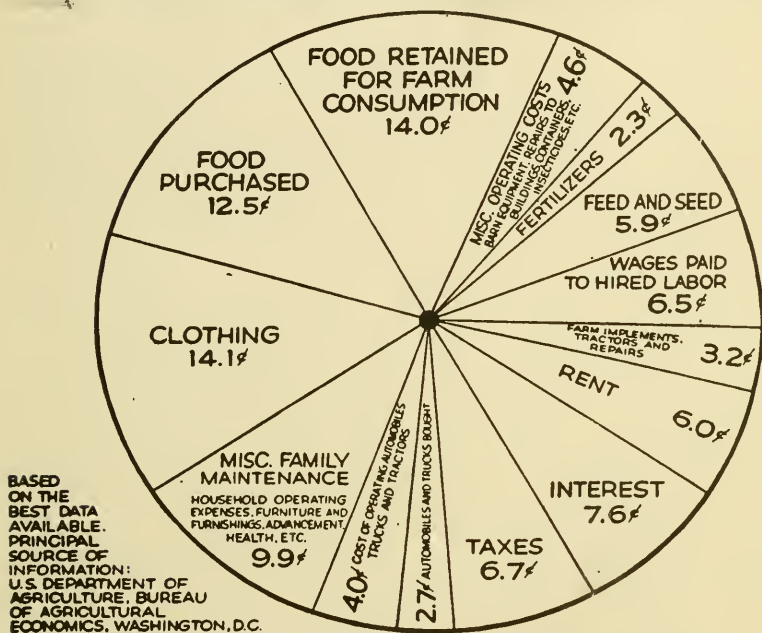 FOOD RETAINED
FOR FARM
CONSUMPTION
14.0¢
MISC. OPERATING COSTS
BARN EQUIPMENT, REPAIRS TO
BUILDINGS, CONTAINERS,
INSECTICIDES, ETC.
4.6¢
FERTILIZERS 2.3¢
FEED AND SEED
5.9¢
WAGES PAID
TO HIRED LABOR
6.5¢
FARM IMPLEMENTS,
TRACTORS AND
REPAIRS
3.2¢
RENT
6.0¢
INTEREST
7.6¢
TAXES
6.7¢
2.7¢ AUTOMOBILES AND TRUCKS BOUGHT
4.0¢ COST OF OPERATING AUTOMOBILES
TRUCKS AND TRACTORS
MISC. FAMILY
MAINTENANCE
HOUSEHOLD OPERATING
EXPENSES, FURNITURE AND
FURNISHINGS, ADVANCEMENT,
HEALTH, ETC.
9.9¢
CLOTHING
14.1¢
FOOD
PURCHASED
12.5¢
BASED
ON THE
BEST DATA
AVAILABLE.
PRINCIPAL
SOURCE OF
INFORMATION:
U.S. DEPARTMENT OF
AGRICULTURE, BUREAU
OF AGRICULTURAL
ECONOMICS, WASHINGTON, D.C.